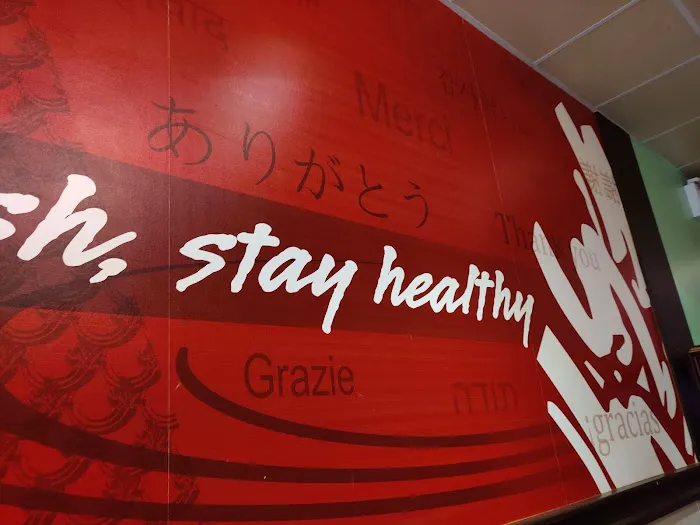 Merci
ありがとう
Thank you
sh, stay healthy
Grazie
תודה
¡gracias